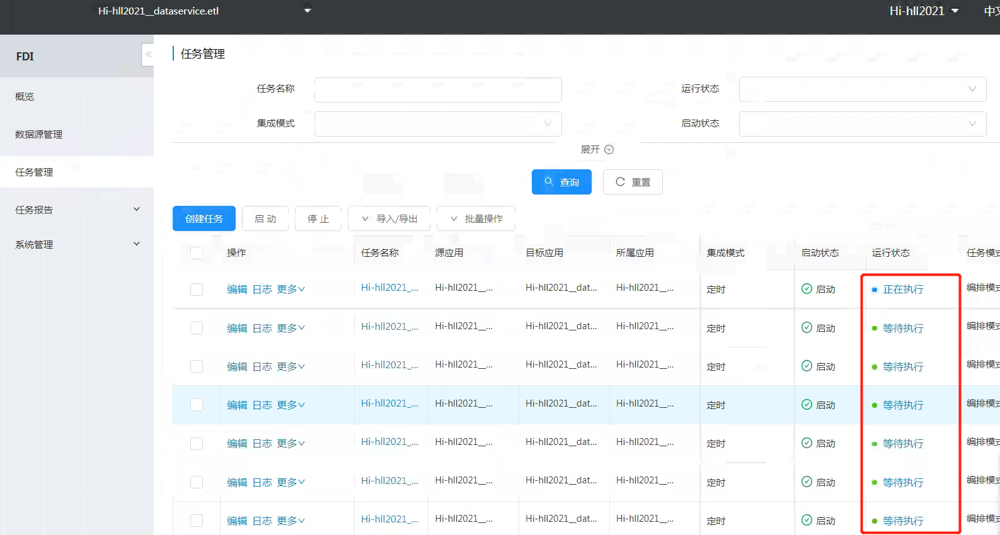 Hi-hll2021__dataservice.etl
Hi-hll2021
中文
FDI
概览
数据源管理
任务管理
任务报告
系统管理
任务管理
任务名称
运行状态
集成模式
启动状态
展开
查询
重置
创建任务
启 动
停 止
导入/导出
批量操作
操作 任务名称 源应用 目标应用 所属应用 集成模式 启动状态 运行状态 任务模式
编辑 日志 更多 Hi-hll2021_... Hi-hll2021__... Hi-hll2021__dat... Hi-hll2021__... 定时 启动 正在执行 编排模式
编辑 日志 更多 Hi-hll2021_... Hi-hll2021__... Hi-hll2021__dat... Hi-hll2021__... 定时 启动 等待执行 编排模式
编辑 日志 更多 Hi-hll2021_... Hi-hll2021__... Hi-hll2021__dat... Hi-hll2021__... 定时 启动 等待执行 编排模式
编辑 日志 更多 Hi-hll2021_... Hi-hll2021__... Hi-hll2021__dat... Hi-hll2021__... 定时 启动 等待执行 编排模式
编辑 日志 更多 Hi-hll2021_... Hi-hll2021__... Hi-hll2021__dat... Hi-hll2021__... 定时 启动 等待执行 编排模式
编辑 日志 更多 Hi-hll2021_... Hi-hll2021__... Hi-hll2021__dat... Hi-hll2021__... 定时 启动 等待执行 编排模式
编辑 日志 更多 Hi-hll2021_... Hi-hll2021__... Hi-hll2021__dat... Hi-hll2021__... 定时 启动 等待执行 编排模式